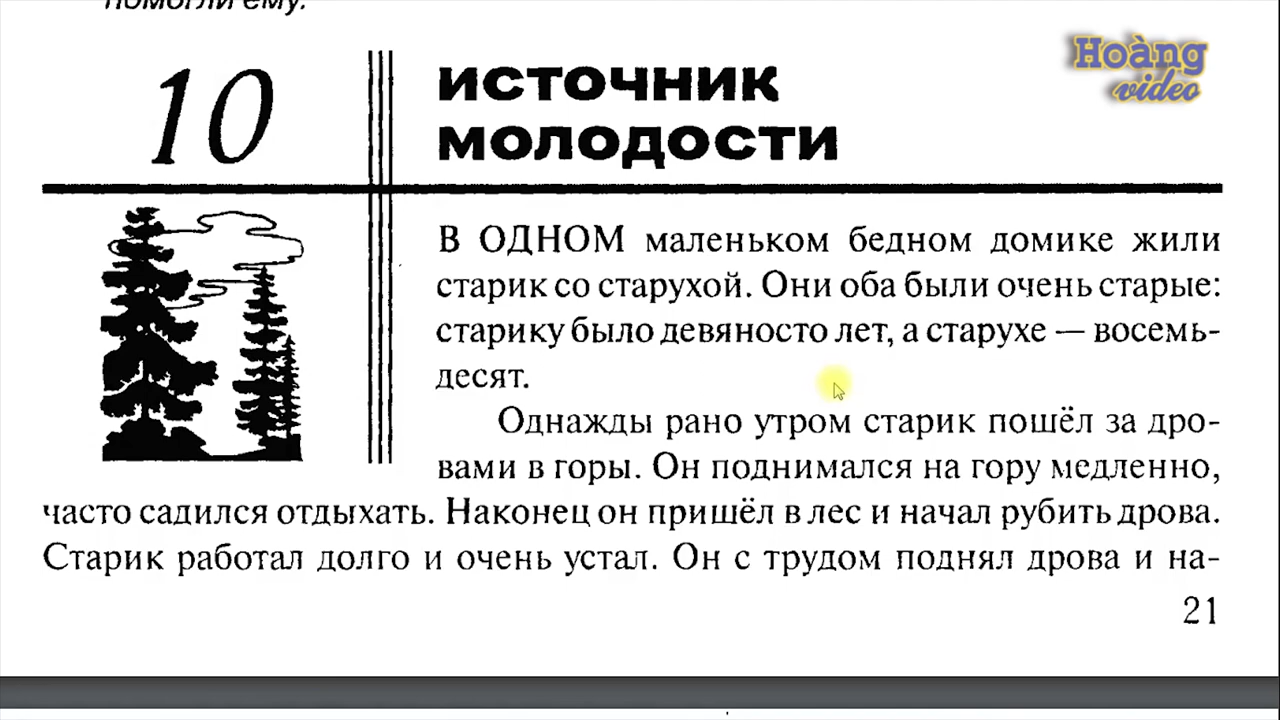 помогли ему.
Hoàng
video
10
ИСТОЧНИК
МОЛОДОСТИ
В ОДНОМ маленьком бедном домике жили
старик со старухой. Они оба были очень старые:
старику было девяносто лет, а старухе — восемь-
десят.
Однажды рано утром старик пошёл за дро-
вами в горы. Он поднимался на гору медленно,
часто садился отдыхать. Наконец он пришёл в лес и начал рубить дрова.
Старик работал долго и очень устал. Он с трудом поднял дрова и на-
21